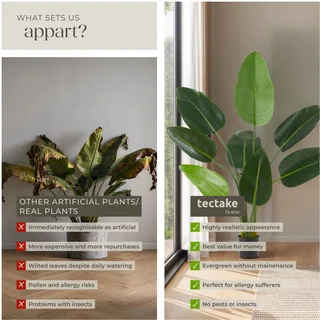 WHAT SETS US
appart?
OTHER ARTIFICIAL PLANTS/
REAL PLANTS
Immediately recognisable as artificial
More expensive and more repurchases
Wilted leaves despite daily watering
Pollen and allergy risks
Problems with insects
tectake
home
Highly realistic appearance
Best value for money
Evergreen without mainenance
Perfect for allergy sufferers
No pests or insects